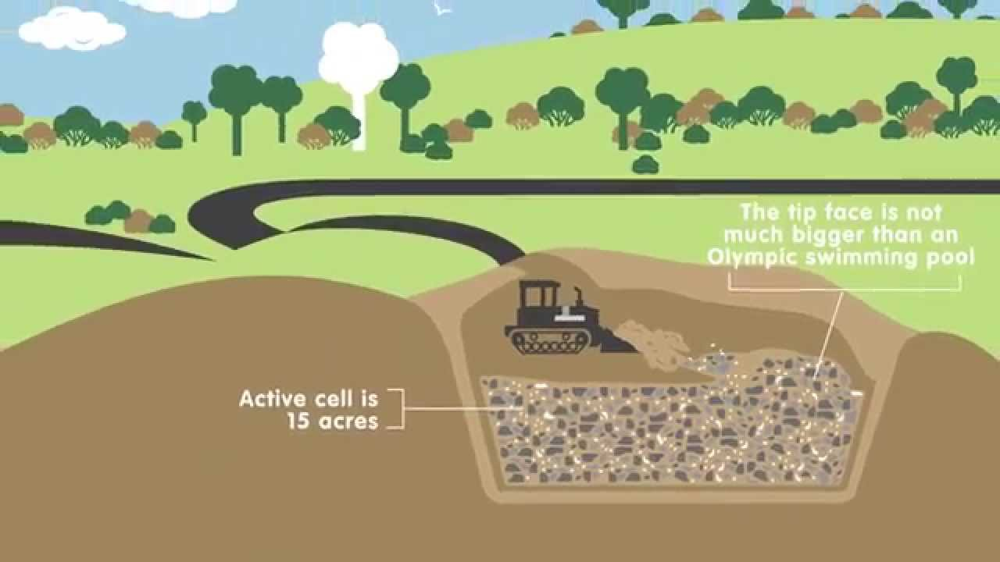 The tip face is not
much bigger than an
Olympic swimming pool
Active cell is
15 acres